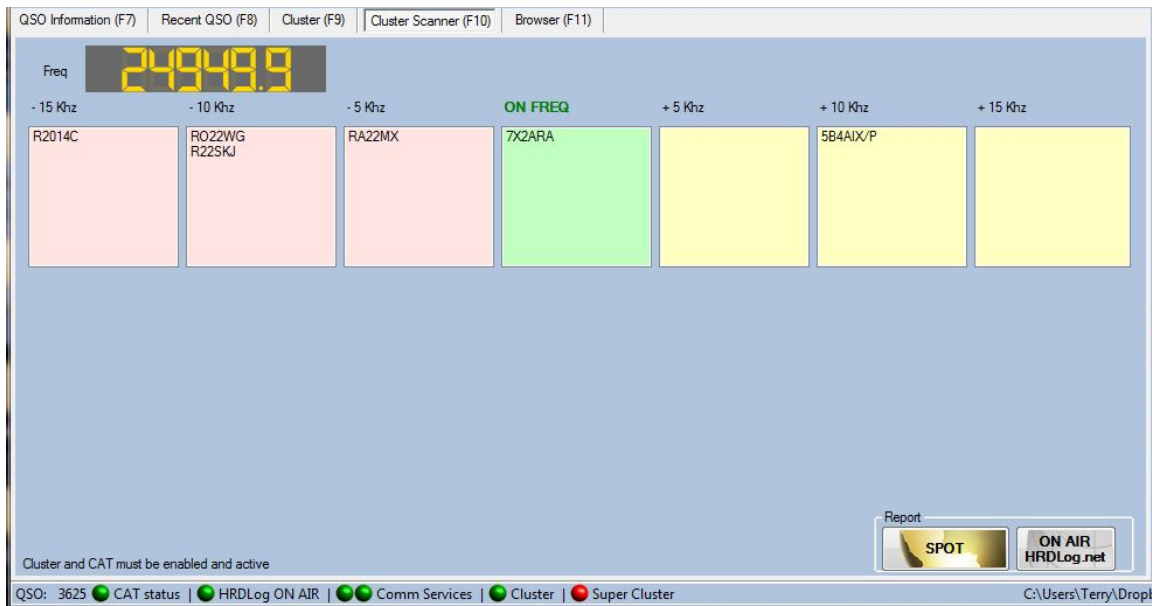 QSO Information (F7) Recent QSO (F8) Cluster (F9) Cluster Scanner (F10) Browser (F11)
Freq 24949.9
- 15 Khz - 10 Khz - 5 Khz ON FREQ + 5 Khz + 10 Khz + 15 Khz
R2014C RO22WG RA22MX 7X2ARA 5B4AIX/P
R22SKJ
Report
SPOT ON AIR
HRDLog.net
Cluster and CAT must be enabled and active
QSO: 3625 CAT status | HRDLog ON AIR | Comm Services | Cluster | Super Cluster C:\Users\Terry\Dropb